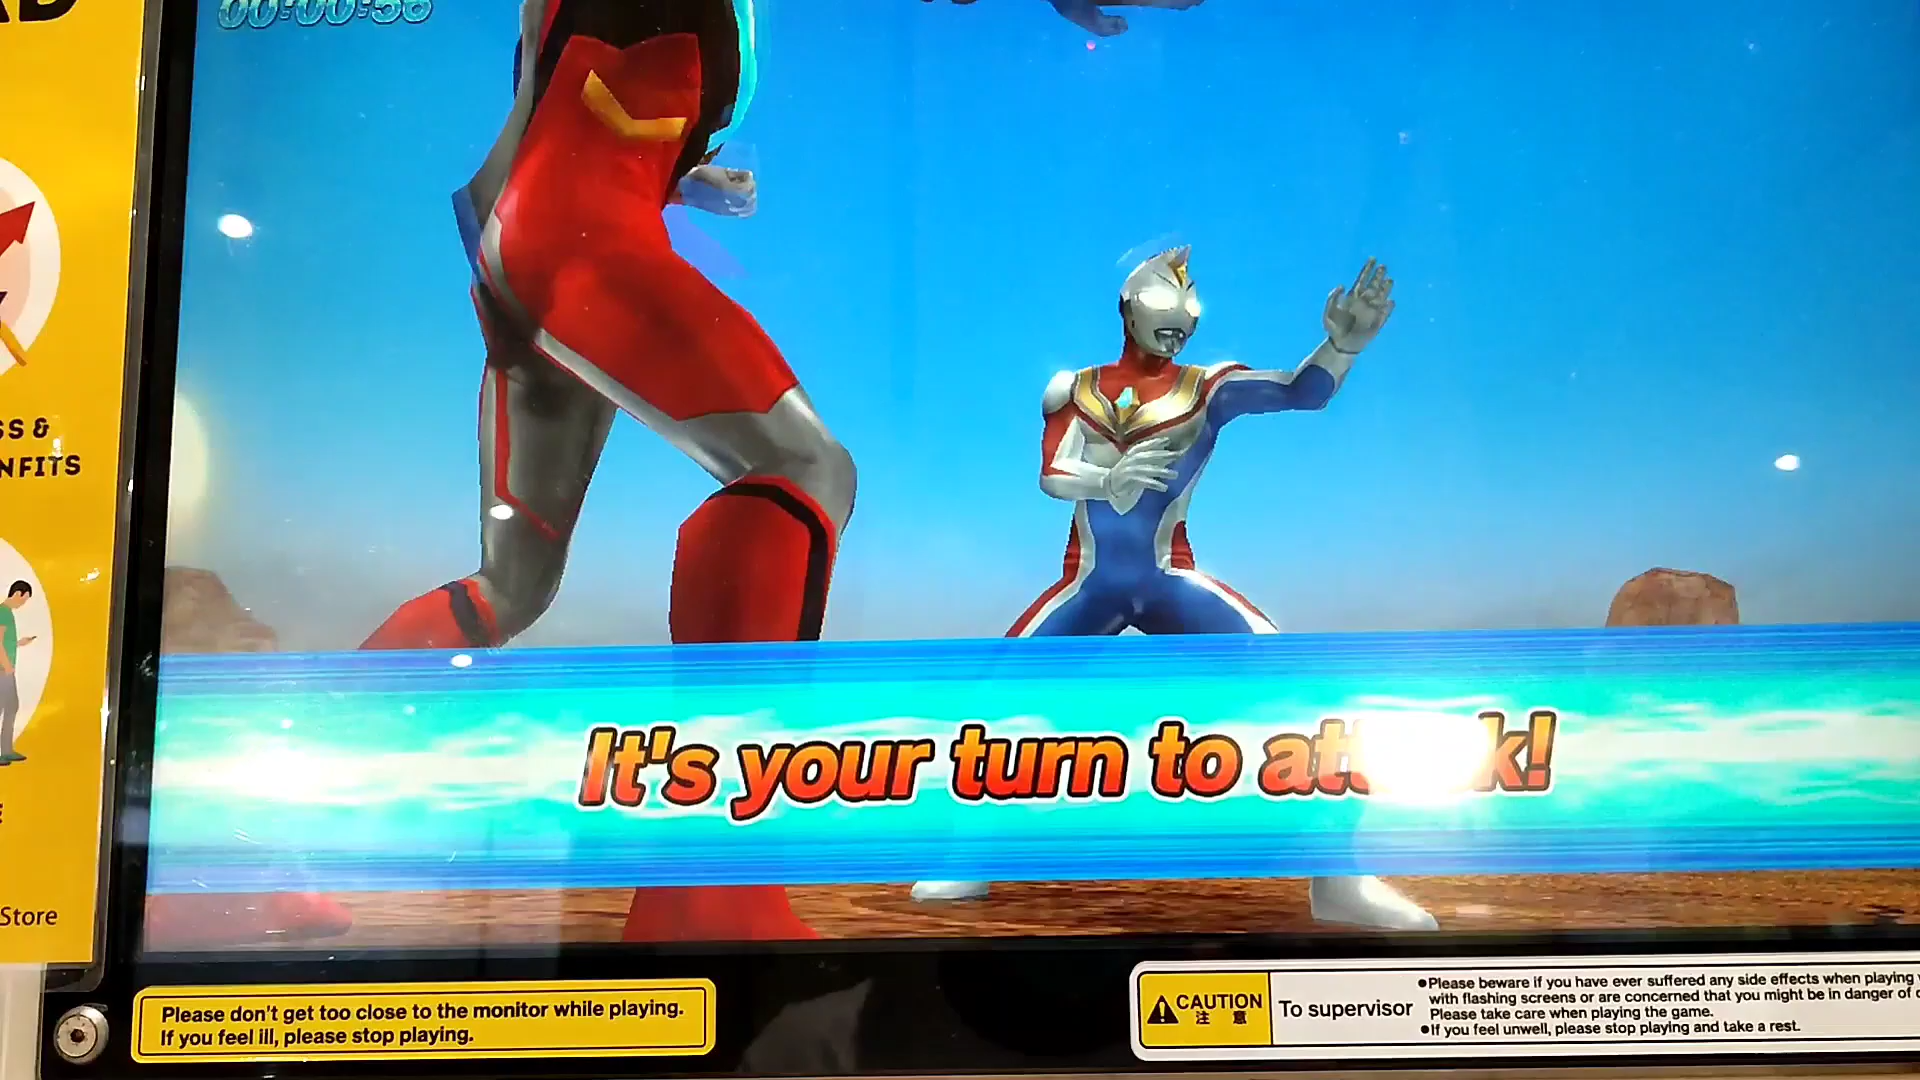 00:00:56
SS &
NFITS
Store
It's your turn to
Please don't get too close to the monitor while playing.
If you feel ill, please stop playing.
CAUTION
注 意
To supervisor
●Please beware if you have ever suffered any side effects when playing
with flashing screens or are concerned that you might be in danger of
Please take care when playing the game.
●If you feel unwell, please stop playing and take a rest.